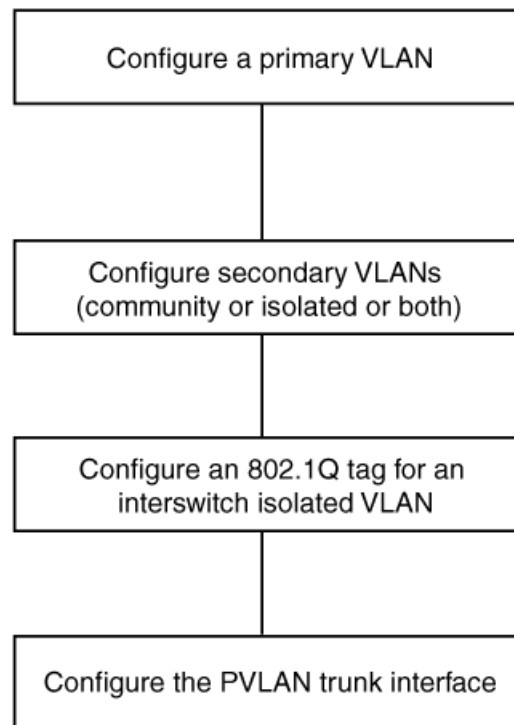 Configure a primary VLAN
Configure secondary VLANs
(community or isolated or both)
Configure an 802.1Q tag for an
interswitch isolated VLAN
Configure the PVLAN trunk interface